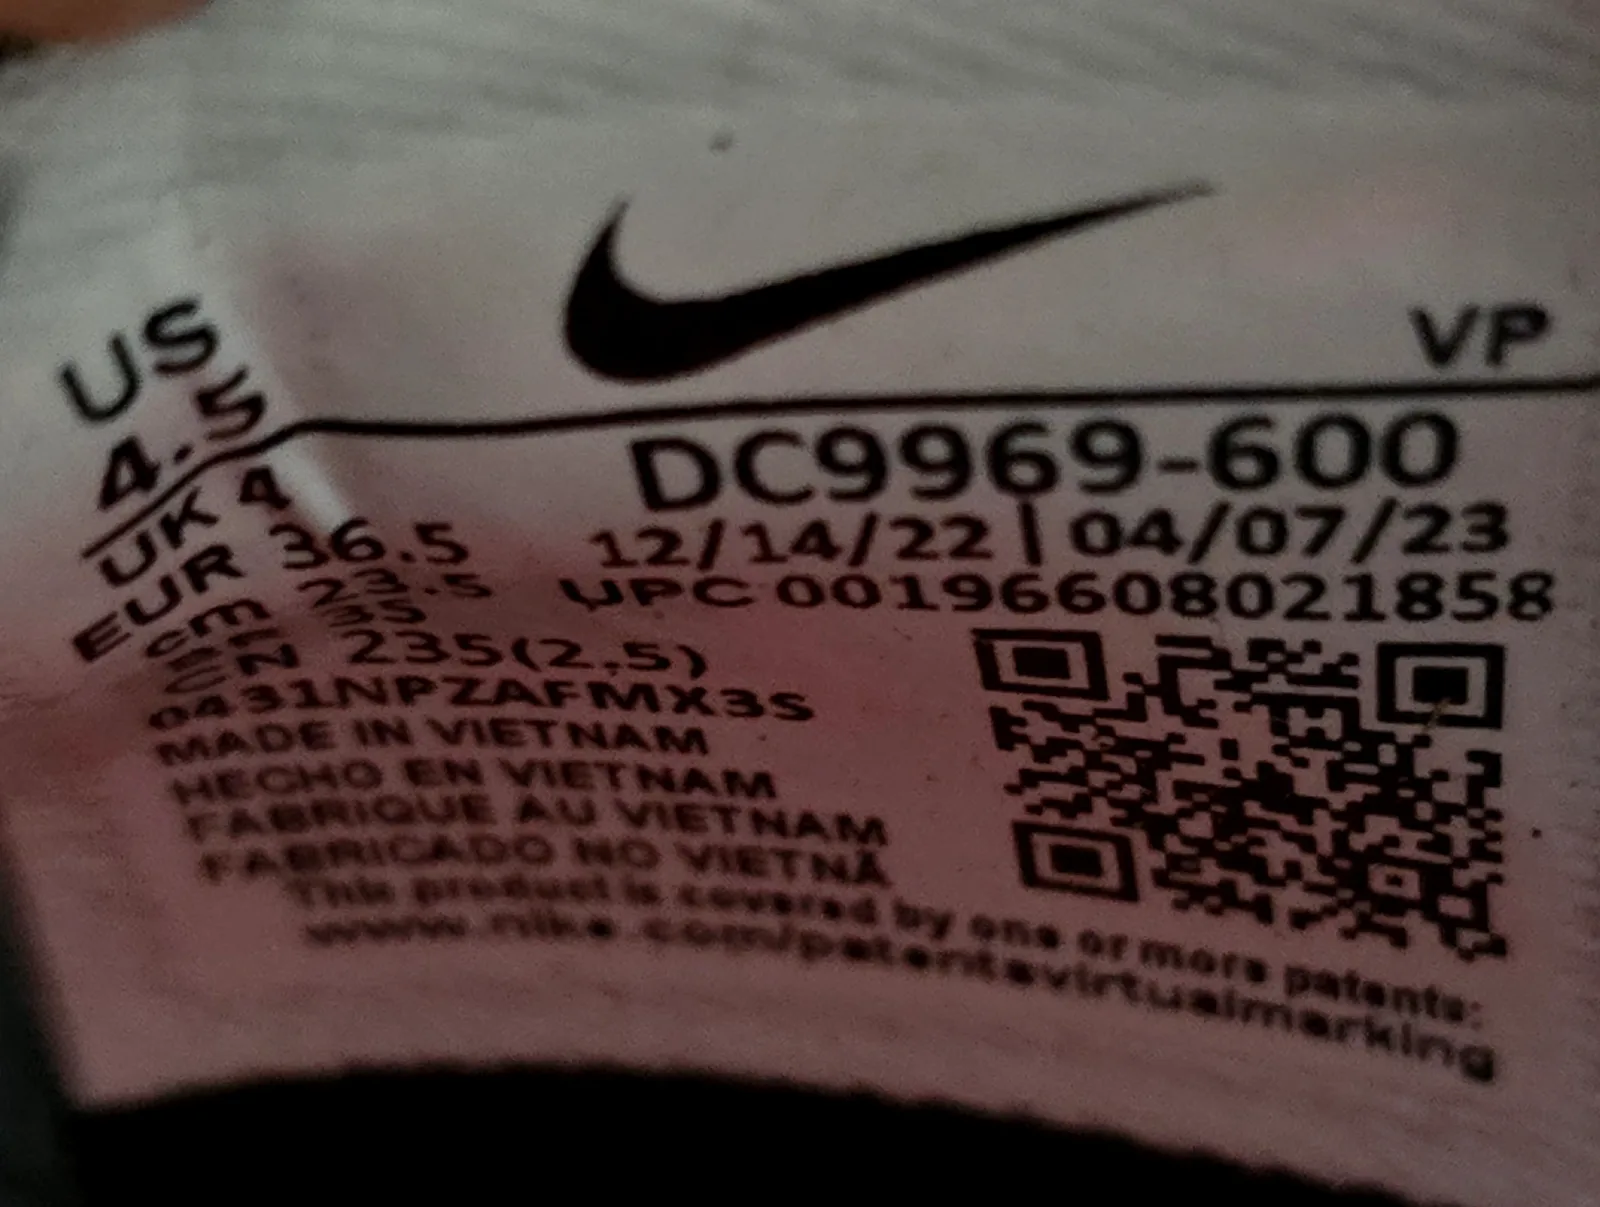 VP
US
4.5
UK 4
EUR 36.5
cm 23.5
35
CN 235(2.5)
DC9969-600
12/14/22 | 04/07/23
UPC 00196608021858
0431NPZAFMX3S
MADE IN VIETNAM
HECHO EN VIETNAM
FABRIQUE AU VIETNAM
FABRICADO NO VIETNÃ
This product is covered by one or more patents:
www.nike.com/patentsvirtualmarking